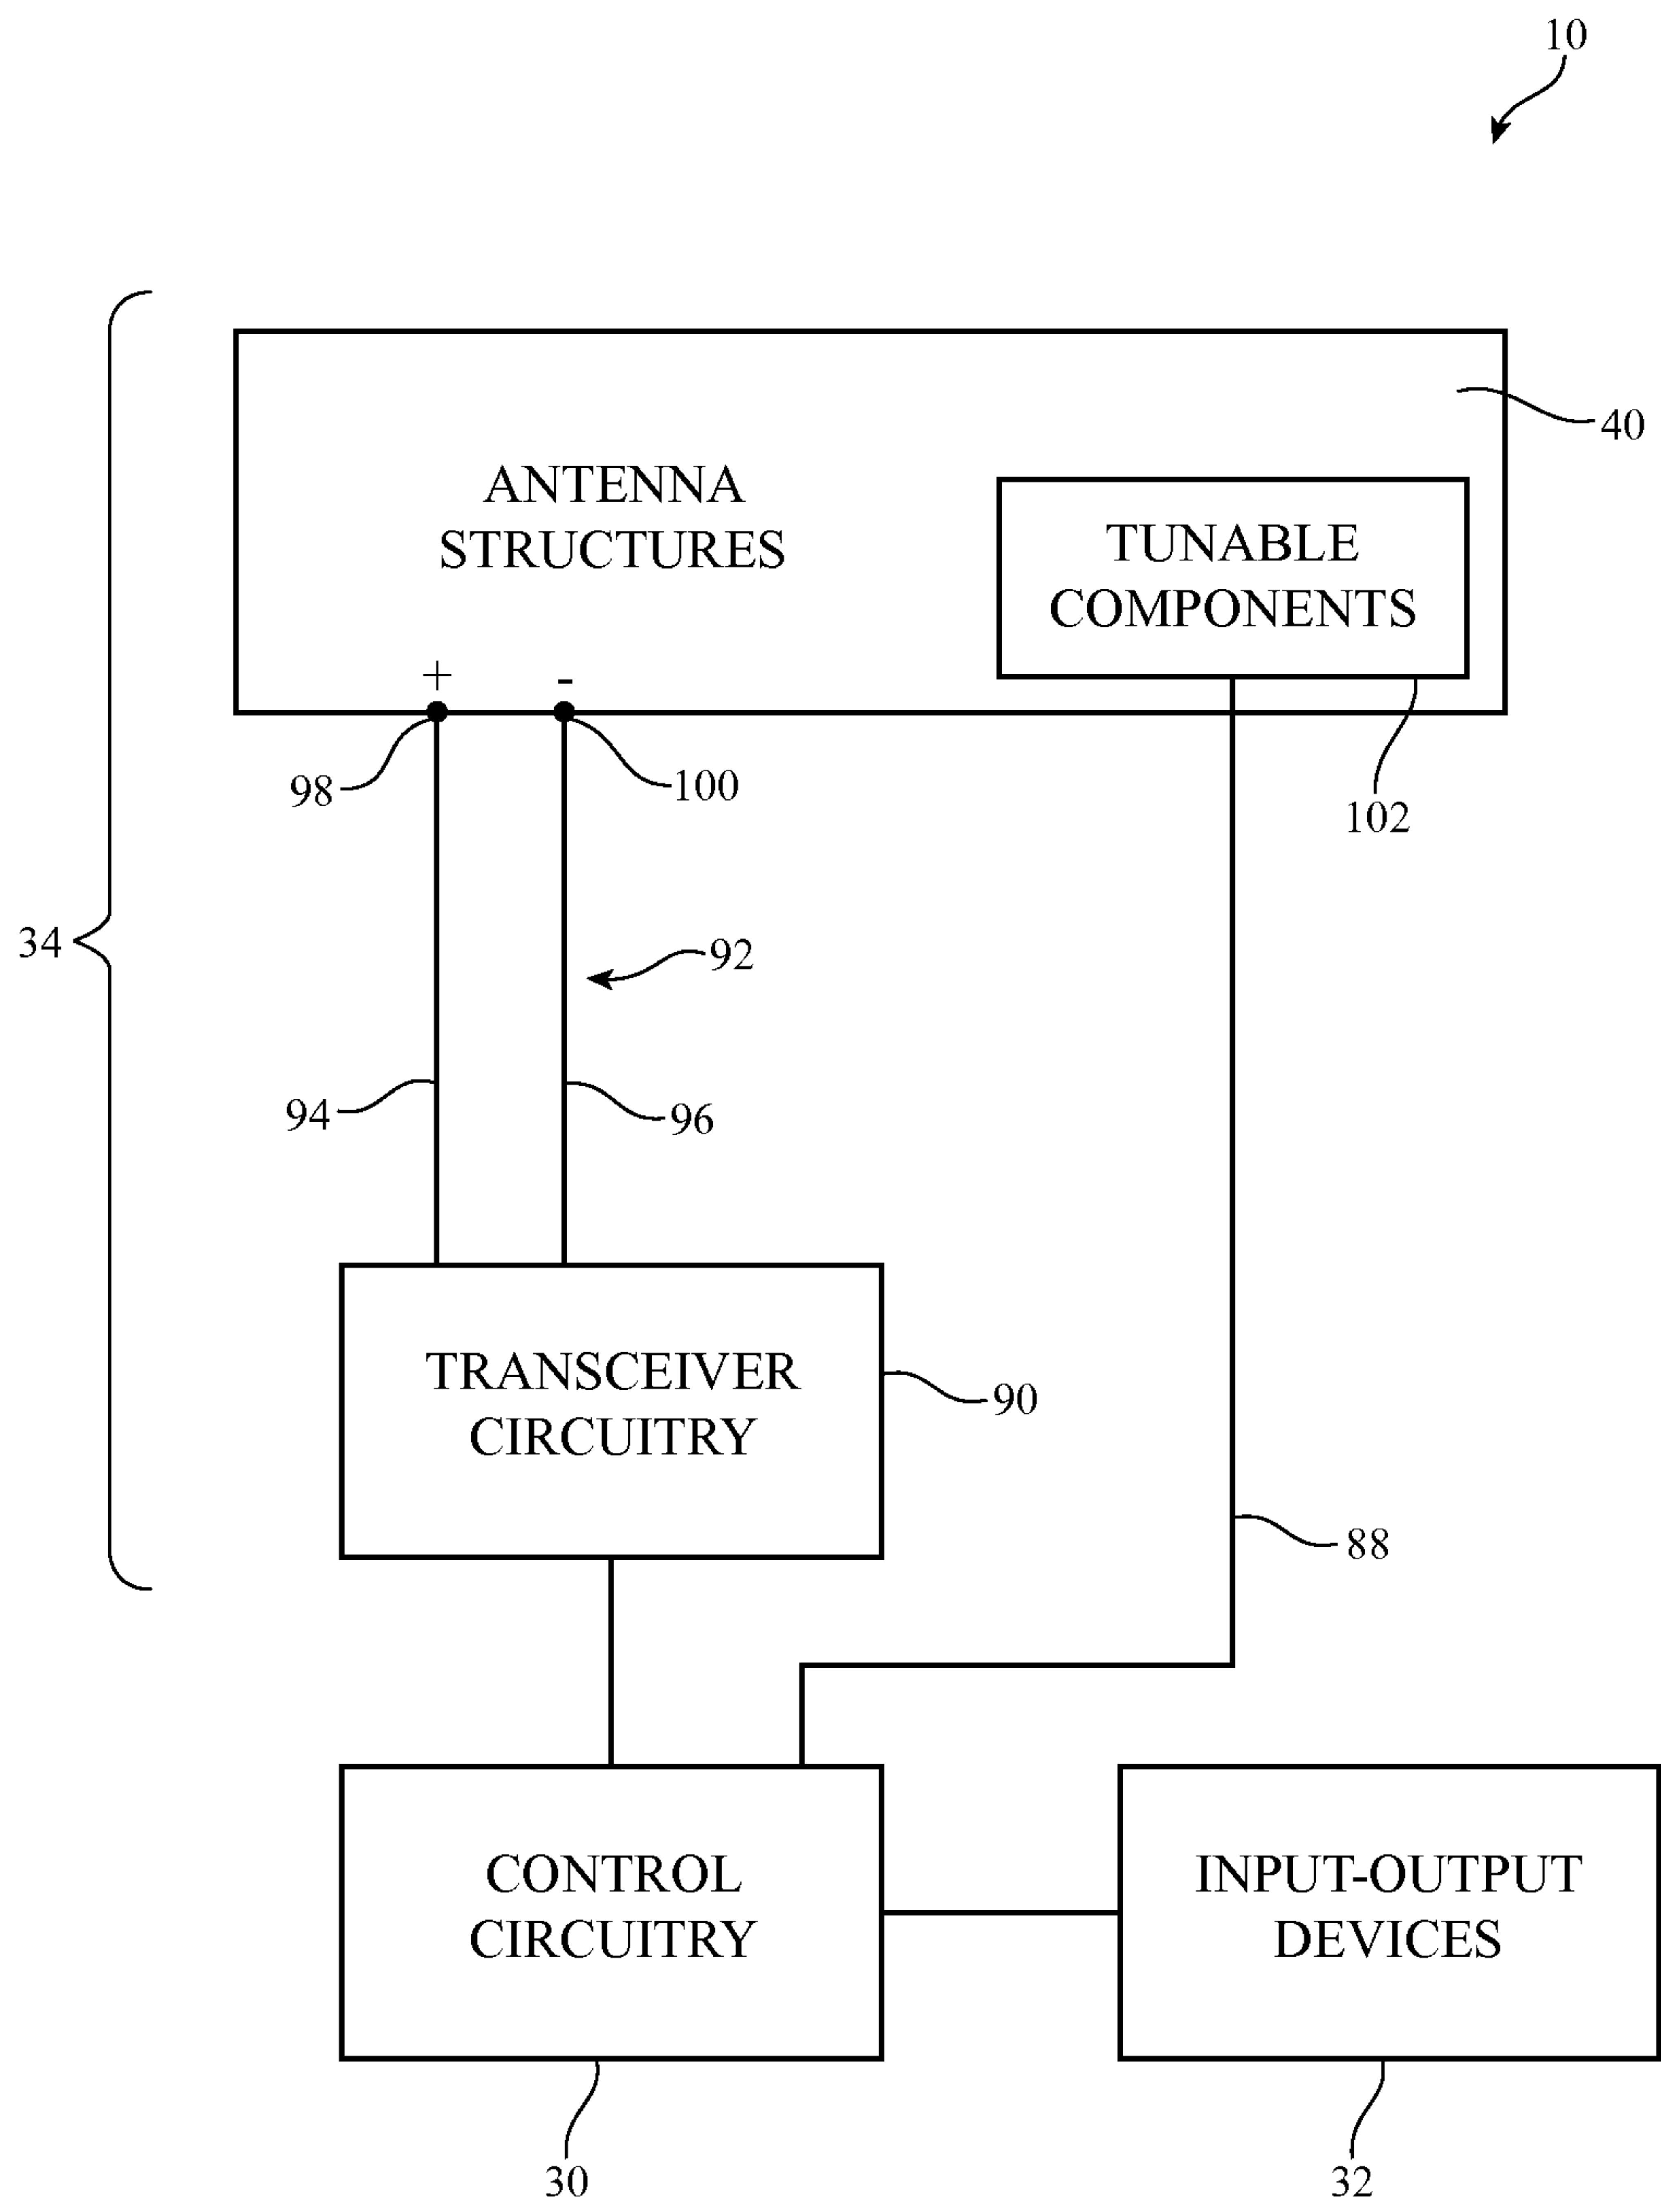 10
40
ANTENNA
STRUCTURES
TUNABLE
COMPONENTS
+
-
98
100
102
34
92
94
96
TRANSCEIVER
CIRCUITRY
90
88
CONTROL
CIRCUITRY
INPUT-OUTPUT
DEVICES
30
32